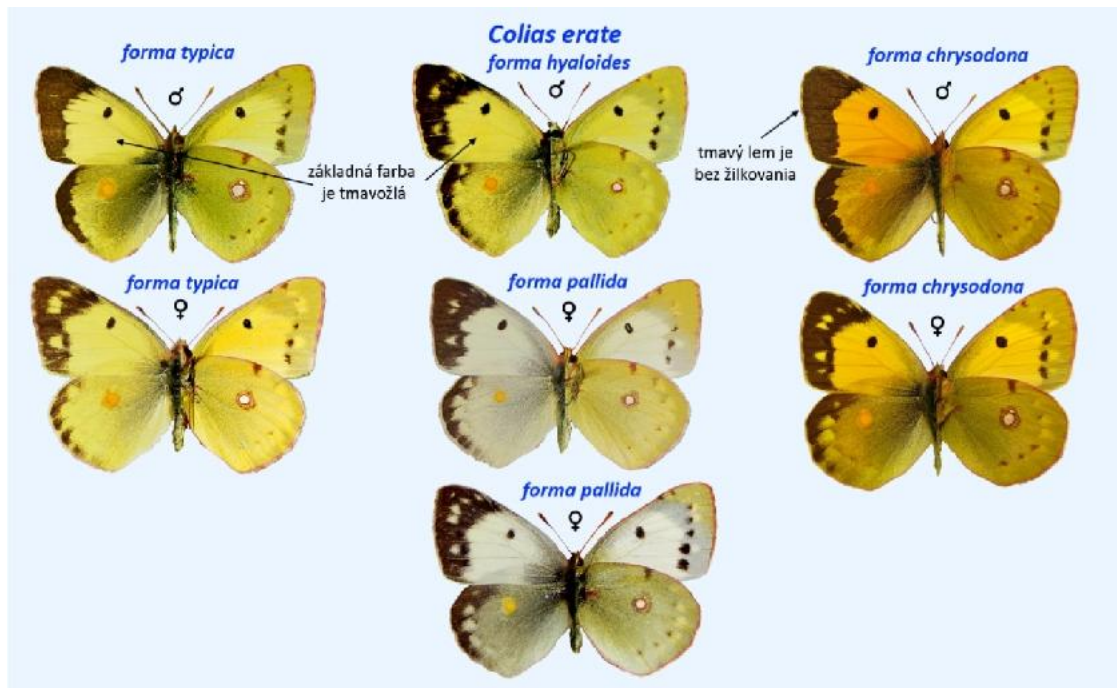 Colias erate
forma typica
forma hyaloides
forma chrysodona
♂
♂
♂
základná farba
je tmavožlá
tmavý lem je
bez žilkovania
forma typica
forma pallida
forma chrysodona
♀
♀
♀
forma pallida
♀